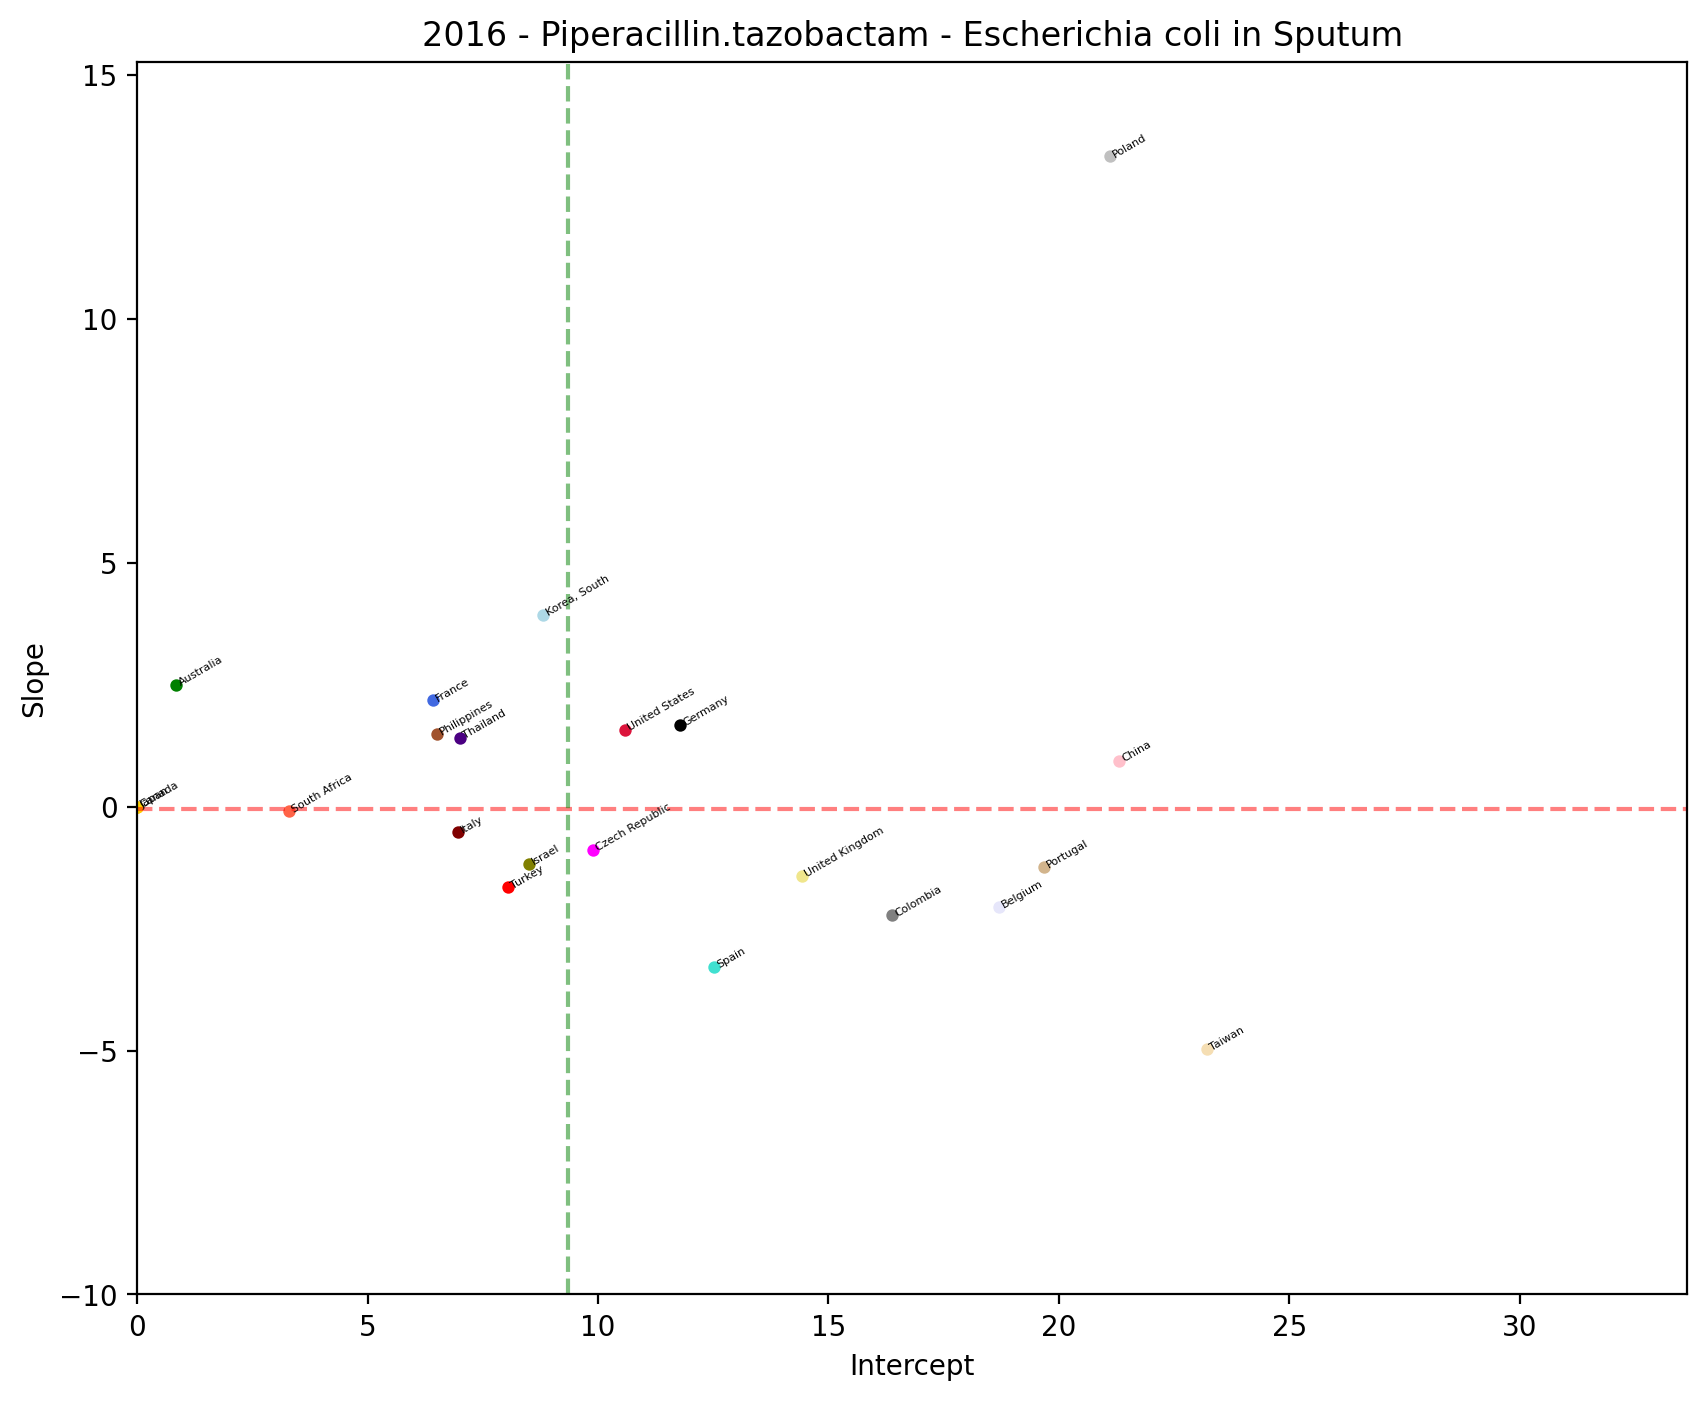 2016 - Piperacillin.tazobactam - Escherichia coli in Sputum
15
Poland
10
5
Korea, South
Australia
France
Philippines
Thailand
United States
Germany
China
Canada
South Africa
0
Italy
Czech Republic
Israel
Turkey
United Kingdom
Portugal
Colombia
Belgium
Spain
Taiwan
−5
−10
Slope
0
5
10
15
20
25
30
Intercept